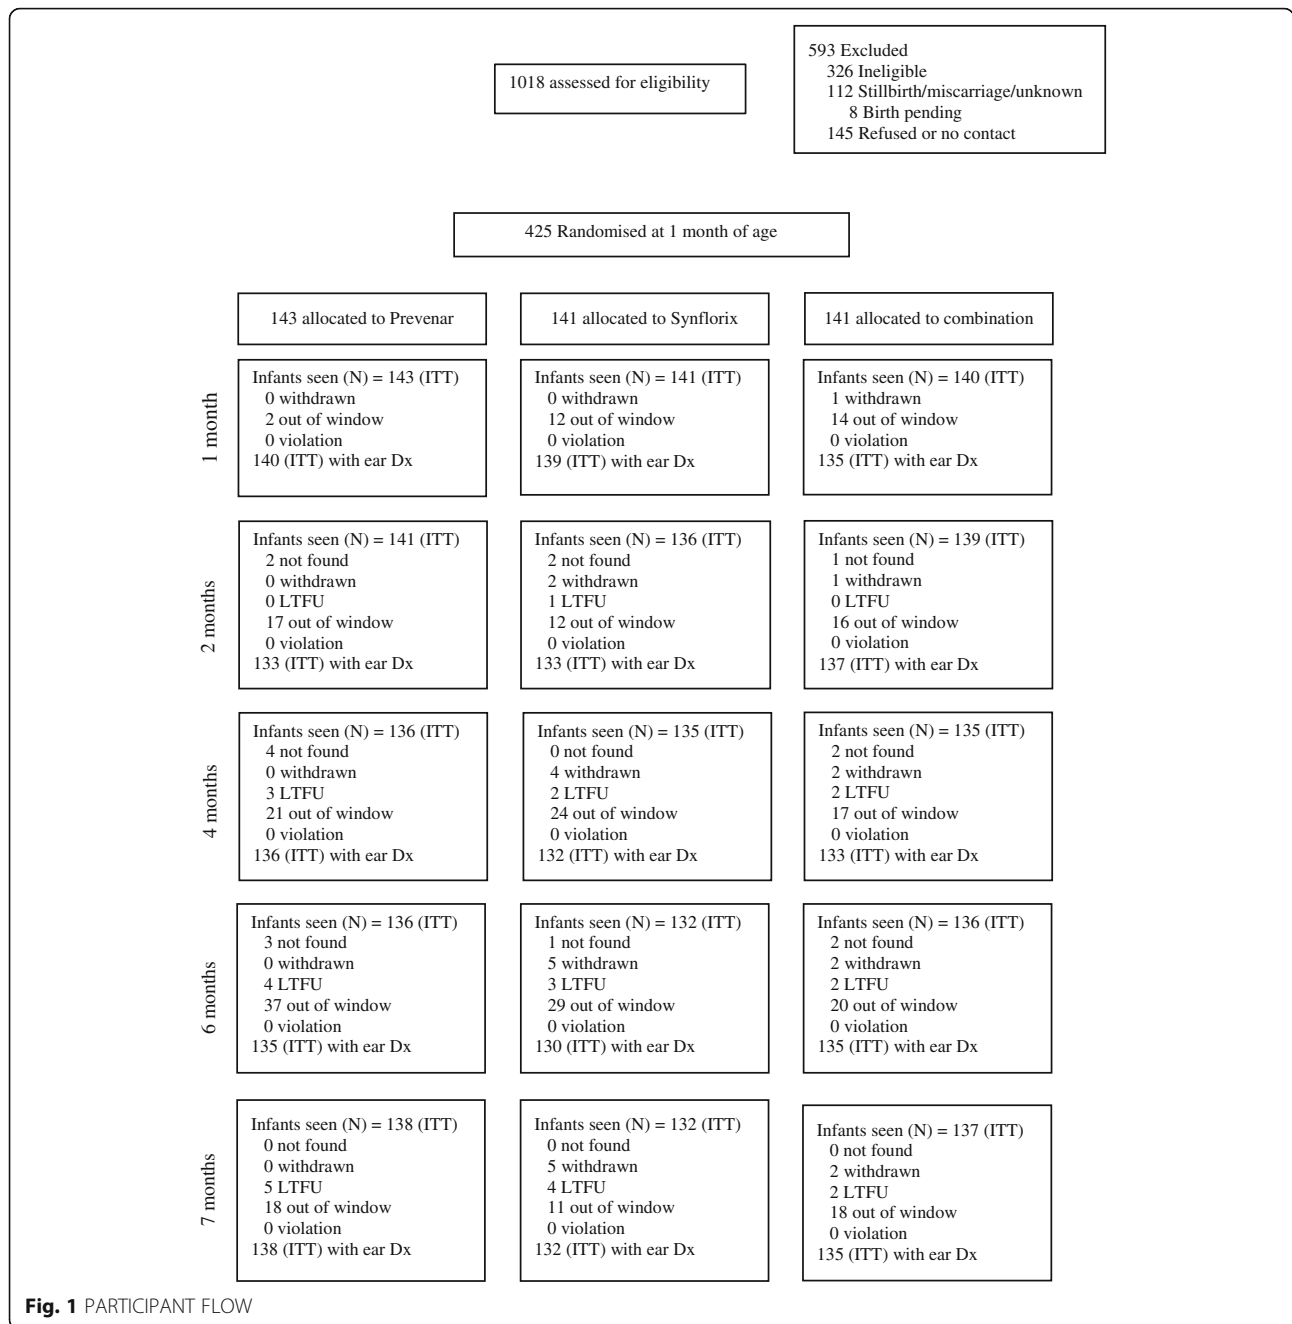 1018 assessed for eligibility
593 Excluded
326 Ineligible
112 Stillbirth/miscarriage/unknown
8 Birth pending
145 Refused or no contact
425 Randomised at 1 month of age
143 allocated to Prevenar
141 allocated to Synflorix
141 allocated to combination
1 month
Infants seen (N) = 143 (ITT)
0 withdrawn
2 out of window
0 violation
140 (ITT) with ear Dx
Infants seen (N) = 141 (ITT)
0 withdrawn
12 out of window
0 violation
139 (ITT) with ear Dx
Infants seen (N) = 140 (ITT)
1 withdrawn
14 out of window
0 violation
135 (ITT) with ear Dx
2 months
Infants seen (N) = 141 (ITT)
2 not found
0 withdrawn
0 LTFU
17 out of window
0 violation
133 (ITT) with ear Dx
Infants seen (N) = 136 (ITT)
2 not found
2 withdrawn
1 LTFU
12 out of window
0 violation
133 (ITT) with ear Dx
Infants seen (N) = 139 (ITT)
1 not found
1 withdrawn
0 LTFU
16 out of window
0 violation
137 (ITT) with ear Dx
4 months
Infants seen (N) = 136 (ITT)
4 not found
0 withdrawn
3 LTFU
21 out of window
0 violation
136 (ITT) with ear Dx
Infants seen (N) = 135 (ITT)
0 not found
4 withdrawn
2 LTFU
24 out of window
0 violation
132 (ITT) with ear Dx
Infants seen (N) = 135 (ITT)
2 not found
2 withdrawn
2 LTFU
17 out of window
0 violation
133 (ITT) with ear Dx
6 months
Infants seen (N) = 136 (ITT)
3 not found
0 withdrawn
4 LTFU
37 out of window
0 violation
135 (ITT) with ear Dx
Infants seen (N) = 132 (ITT)
1 not found
5 withdrawn
3 LTFU
29 out of window
0 violation
130 (ITT) with ear Dx
Infants seen (N) = 136 (ITT)
2 not found
2 withdrawn
2 LTFU
20 out of window
0 violation
135 (ITT) with ear Dx
7 months
Infants seen (N) = 138 (ITT)
0 not found
0 withdrawn
5 LTFU
18 out of window
0 violation
138 (ITT) with ear Dx
Infants seen (N) = 132 (ITT)
0 not found
5 withdrawn
4 LTFU
11 out of window
0 violation
132 (ITT) with ear Dx
Infants seen (N) = 137 (ITT)
0 not found
2 withdrawn
2 LTFU
18 out of window
0 violation
135 (ITT) with ear Dx
Fig. 1 PARTICIPANT FLOW